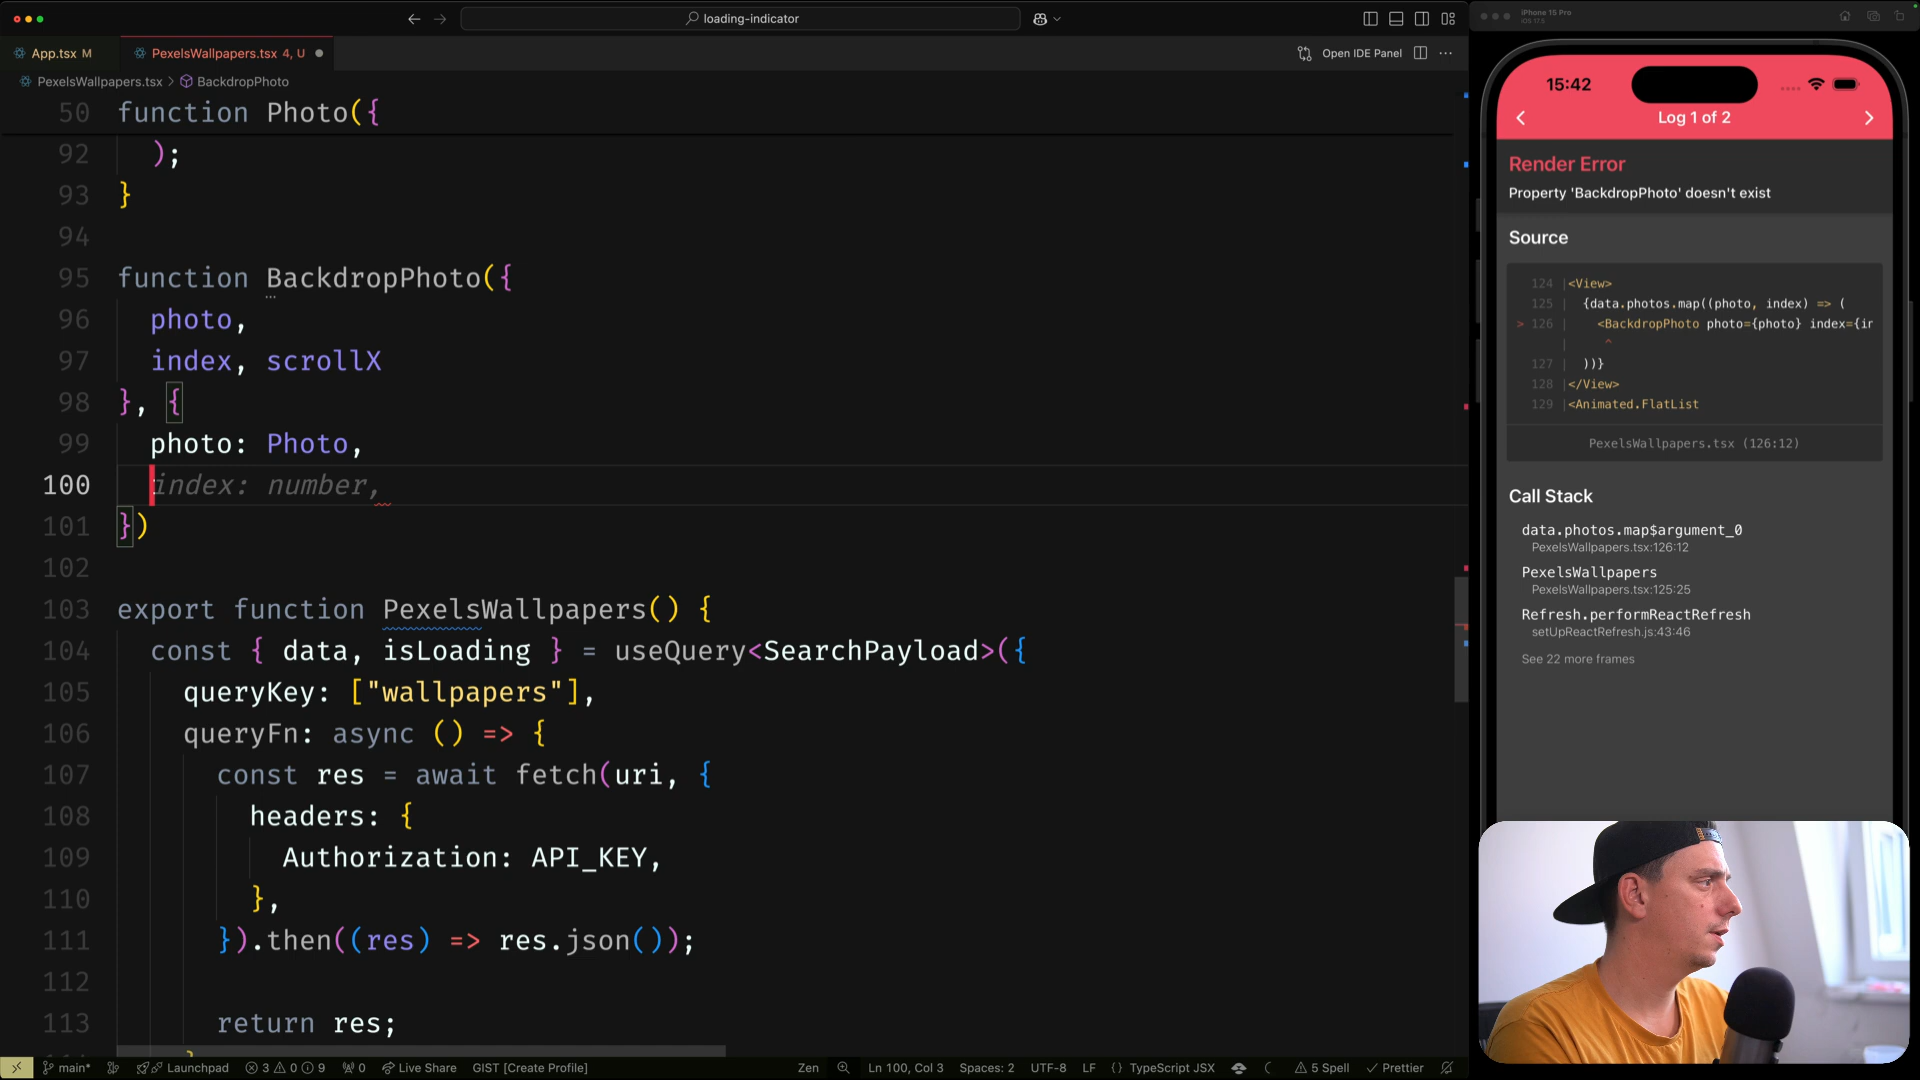 loading-indicator
App.tsx M
PexelsWallpapers.tsx 4, U
Open IDE Panel
PexelsWallpapers.tsx > BackdropPhoto
50 function Photo({
92 );
93 }
94
95 function BackdropPhoto({
96 photo,
97 index, scrollX
98 }, {
99 photo: Photo,
100 index: number,
101 })
102
103 export function PexelsWallpapers() {
104 const { data, isLoading } = useQuery<SearchPayload>({
105 queryKey: ["wallpapers"],
106 queryFn: async () => {
107 const res = await fetch(uri, {
108 headers: {
109 Authorization: API_KEY,
110 },
111 }).then((res) => res.json());
112
113 return res;
main*
Launchpad
3 0 9
0
Live Share
GIST [Create Profile]
Zen
Ln 100, Col 3
Spaces: 2
UTF-8
LF
{} TypeScript JSX
5 Spell
Prettier
iPhone 15 Pro
iOS 17.5
15:42
Log 1 of 2
Render Error
Property 'BackdropPhoto' doesn't exist
Source
124 |<View>
125 | {data.photos.map((photo, index) => (
> 126 | <BackdropPhoto photo={photo} index={in
| ^
127 | ))}
128 |</View>
129 |<Animated.FlatList
PexelsWallpapers.tsx (126:12)
Call Stack
data.photos.map$argument_0
PexelsWallpapers.tsx:126:12
PexelsWallpapers
PexelsWallpapers.tsx:125:25
Refresh.performReactRefresh
setUpReactRefresh.js:43:46
See 22 more frames